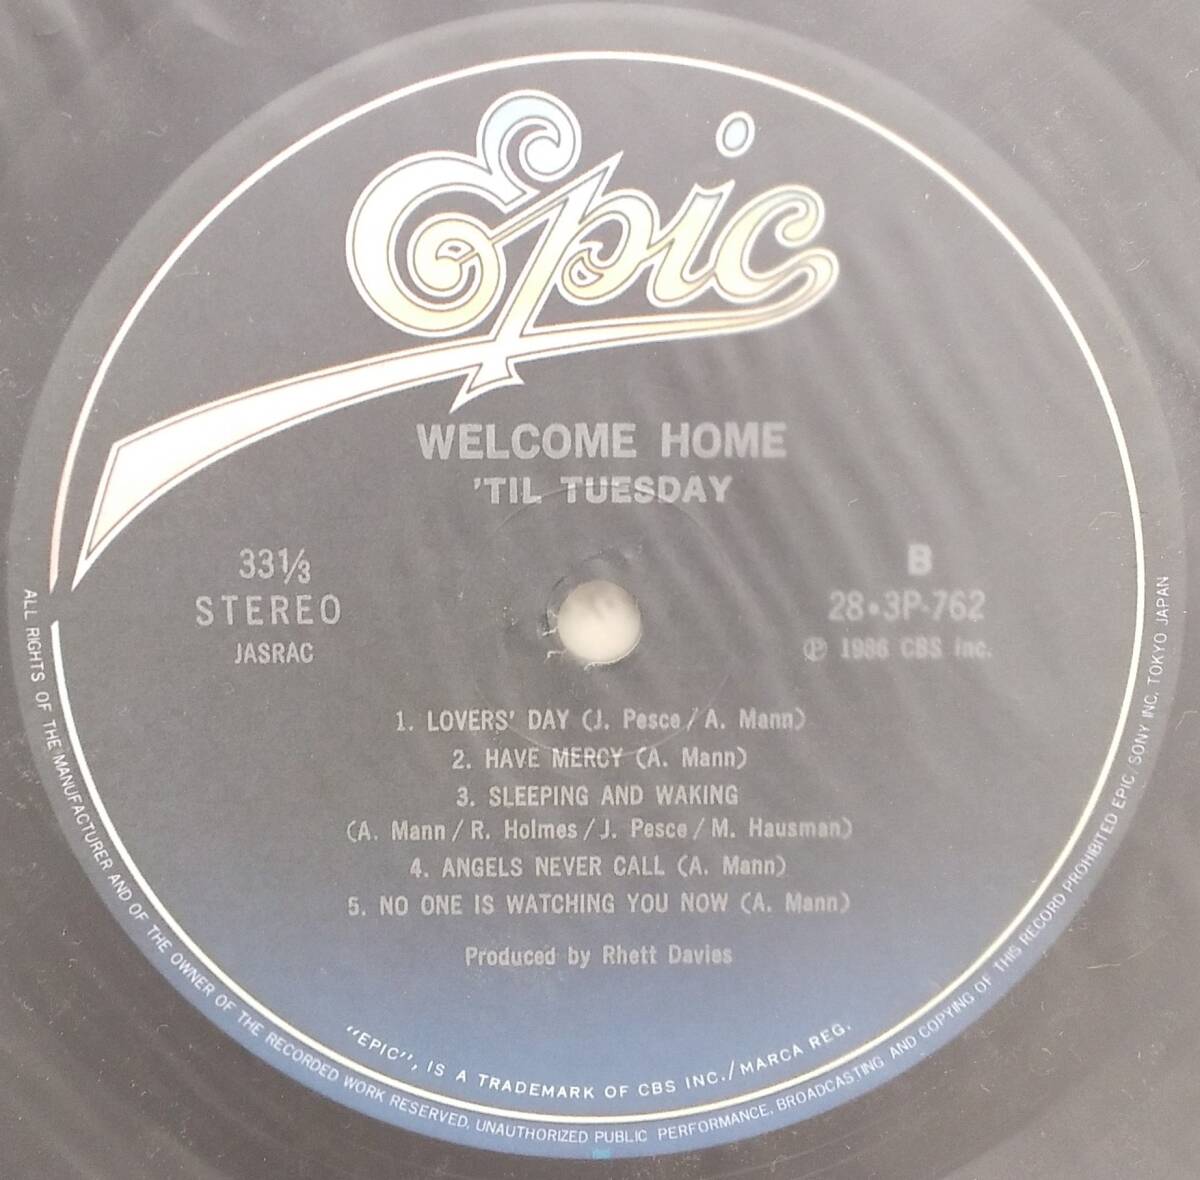 Epic
WELCOME HOME
'TIL TUESDAY
33⅓
STEREO
JASRAC
B
28•3P-762
℗ 1986 CBS Inc.
1. LOVERS' DAY (J. Pesce / A. Mann)
2. HAVE MERCY (A. Mann)
3. SLEEPING AND WAKING
(A. Mann / R. Holmes / J. Pesce / M. Hausman)
4. ANGELS NEVER CALL (A. Mann)
5. NO ONE IS WATCHING YOU NOW (A. Mann)
Produced by Rhett Davies
"EPIC", IS A TRADEMARK OF CBS INC./MARCA REG.
ALL RIGHTS OF THE MANUFACTURER AND OF THE OWNER OF THE RECORDED WORK RESERVED. UNAUTHORIZED PUBLIC PERFORMANCE, BROADCASTING AND COPYING OF THIS RECORD PROHIBITED EPIC. SONY INC. TOKYO JAPAN